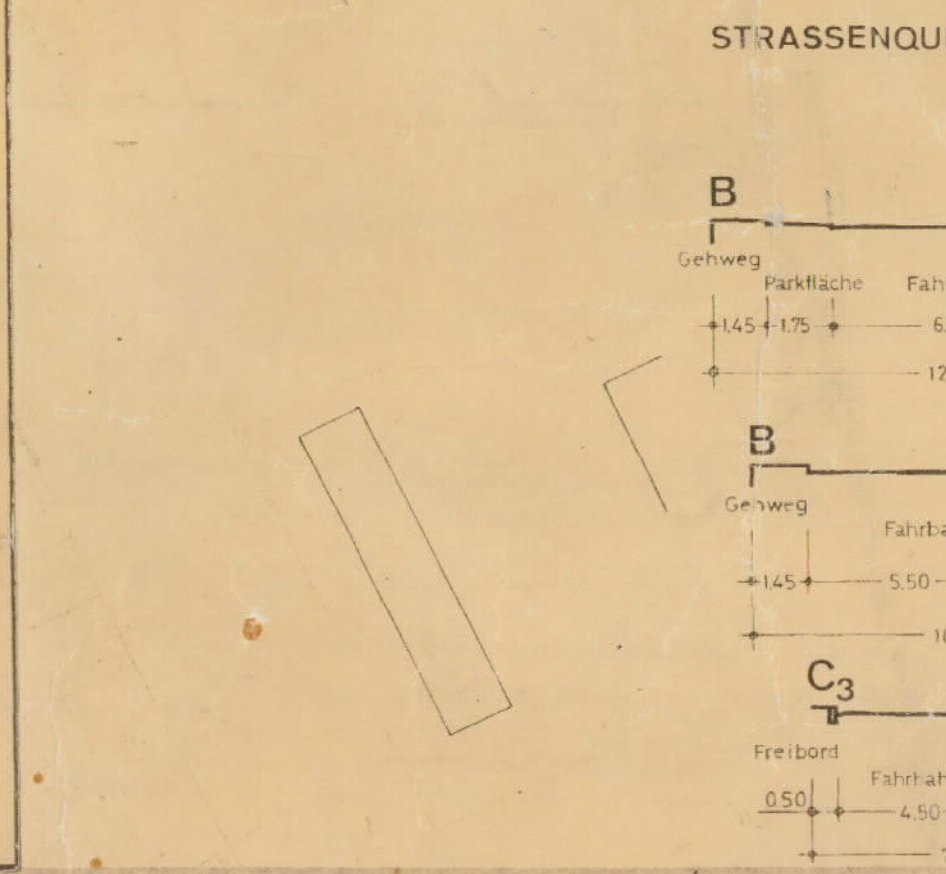 STRASSENQU
B
Gehweg
Parkfläche Fah
1.45 1.75 6.
12
B
Gehweg
Fahrba
1.45 5.50
C3
Freibord
Fahrbah
0.50 4.50